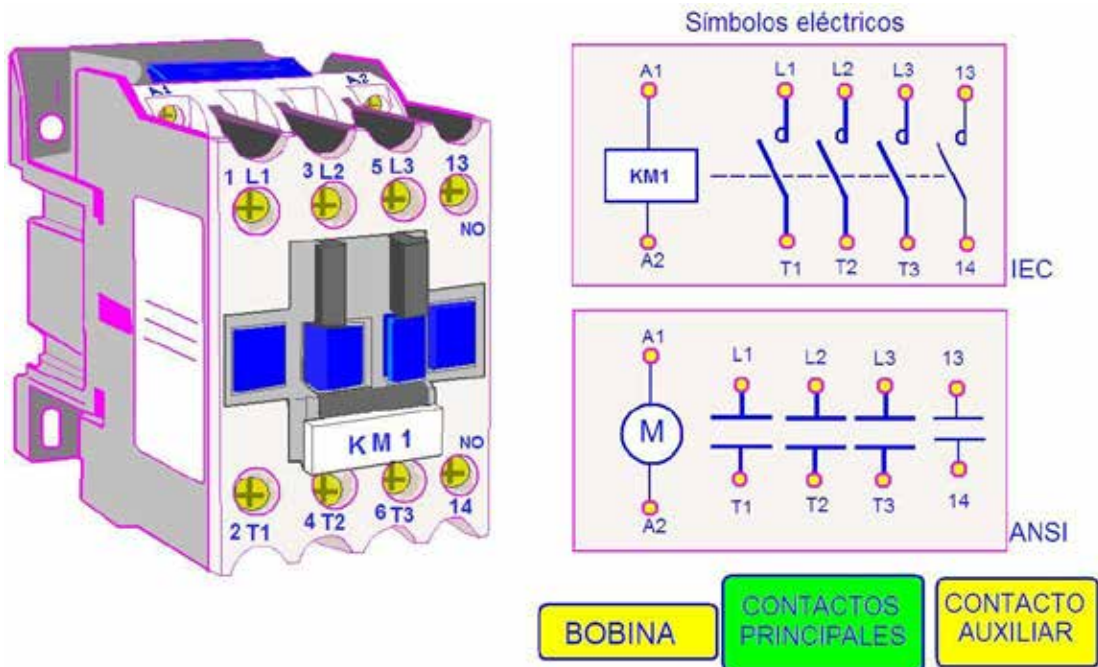 Símbolos eléctricos
A1 A2
1 L1 3 L2 5 L3 13
NO
KM1
NO
2 T1 4 T2 6 T3 14
A1 L1 L2 L3 13
KM1
A2 T1 T2 T3 14
IEC
A1 L1 L2 L3 13
M
A2 T1 T2 T3 14
ANSI
BOBINA
CONTACTOS
PRINCIPALES
CONTACTO
AUXILIAR